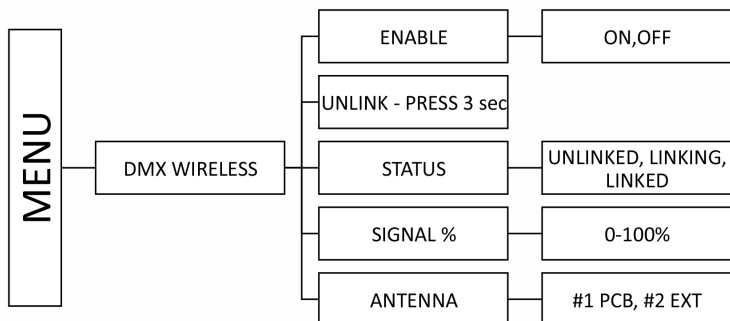 MENU
DMX WIRELESS
ENABLE
ON,OFF
UNLINK - PRESS 3 sec
STATUS
UNLINKED, LINKING,
LINKED
SIGNAL %
0-100%
ANTENNA
#1 PCB, #2 EXT